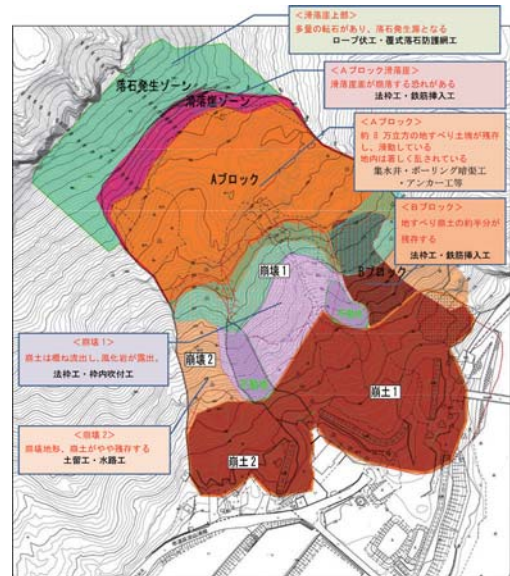 ＜滑落崖上部＞
多量の転石があり、落石発生源となる
ロープ伏工・覆式落石防護網工
＜Ａブロック滑落崖＞
滑落崖面が崩落する恐れがある
法枠工・鉄筋挿入工
＜Ａブロック＞
約８万立方の地すべり土塊が残存
し、滑動している
地内は著しく乱されている
集水井・ボーリング暗渠工
・アンカー工等
＜Ｂブロック＞
地すべり崩土の約半分が
残存する
法枠工・鉄筋挿入工
落石発生ゾーン
滑落崖ゾーン
Aブロック
Bブロック
崩壊1
＜崩壊１＞
崩土は概ね流出し、風化岩が露出。
法枠工・枠内吹付工
崩壊2
＜崩壊２＞
崩壊地形、崩土がやや残存する
土留工・水路工
崩土1
崩土2